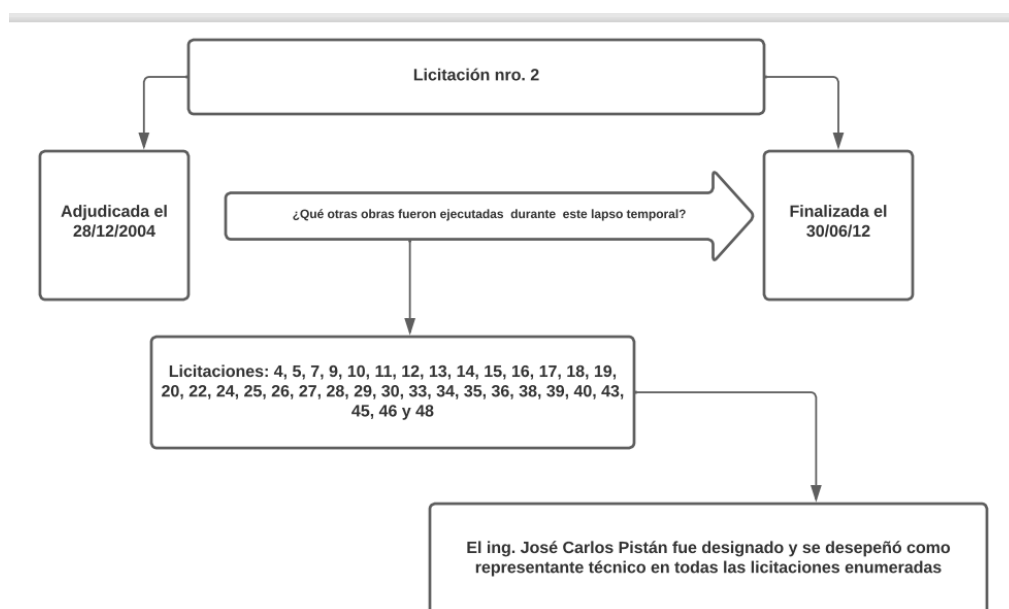 Licitación nro. 2
Adjudicada el
28/12/2004
¿Qué otras obras fueron ejecutadas durante este lapso temporal?
Finalizada el
30/06/12
Licitaciones: 4, 5, 7, 9, 10, 11, 12, 13, 14, 15, 16, 17, 18, 19,
20, 22, 24, 25, 26, 27, 28, 29, 30, 33, 34, 35, 36, 38, 39, 40, 43,
45, 46 y 48
El ing. José Carlos Pistán fue designado y se desepeñó como
representante técnico en todas las licitaciones enumeradas